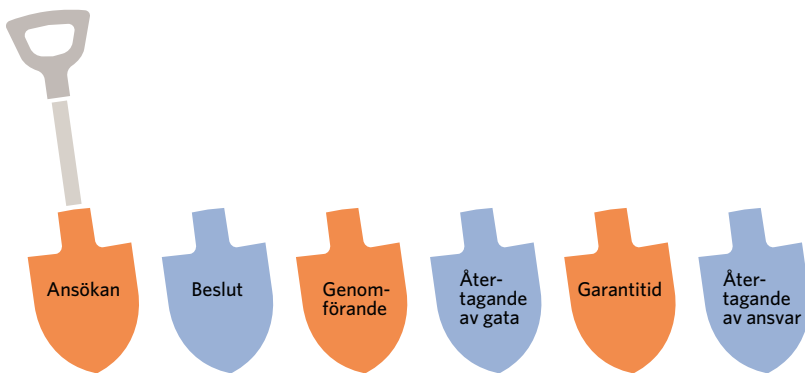 Ansökan
Beslut
Genom-
förande
Åter-
tagande
av gata
Garantitid
Åter-
tagande
av ansvar